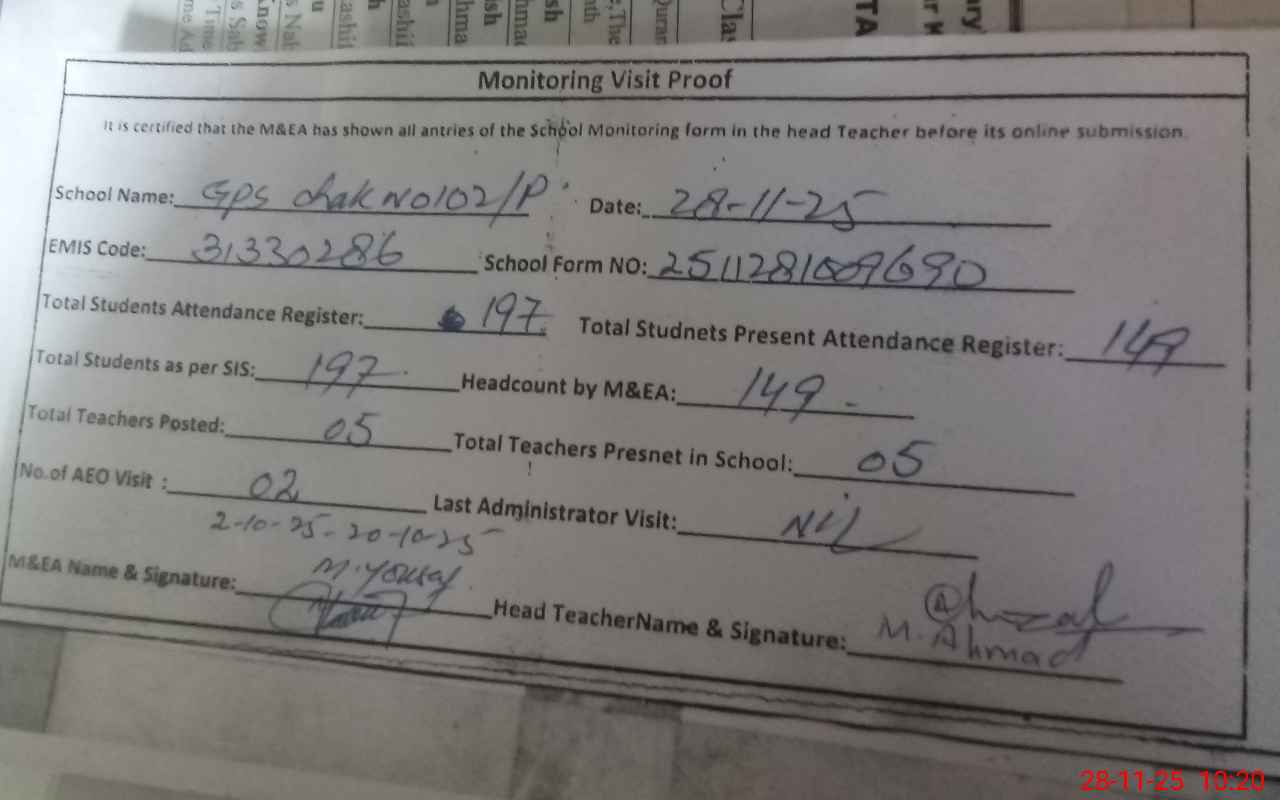 Monitoring Visit Proof
It is certified that the M&EA has shown all antries of the School Monitoring form in the head Teacher before its online submission.
School Name: GPS chak No 102/P Date: 28-11-25
EMIS Code: 31330286 School Form NO: 2511281009690
Total Students Attendance Register: 197 Total Studnets Present Attendance Register: 149
Total Students as per SIS: 197 Headcount by M&EA: 149
Total Teachers Posted: 05 Total Teachers Presnet in School: 05
No.of AEO Visit : 02 Last Administrator Visit: Nil
2-10-25-20-10-25
M&EA Name & Signature: M.Yousaf Head TeacherName & Signature: M. Ahmad
28-11-25 10:20